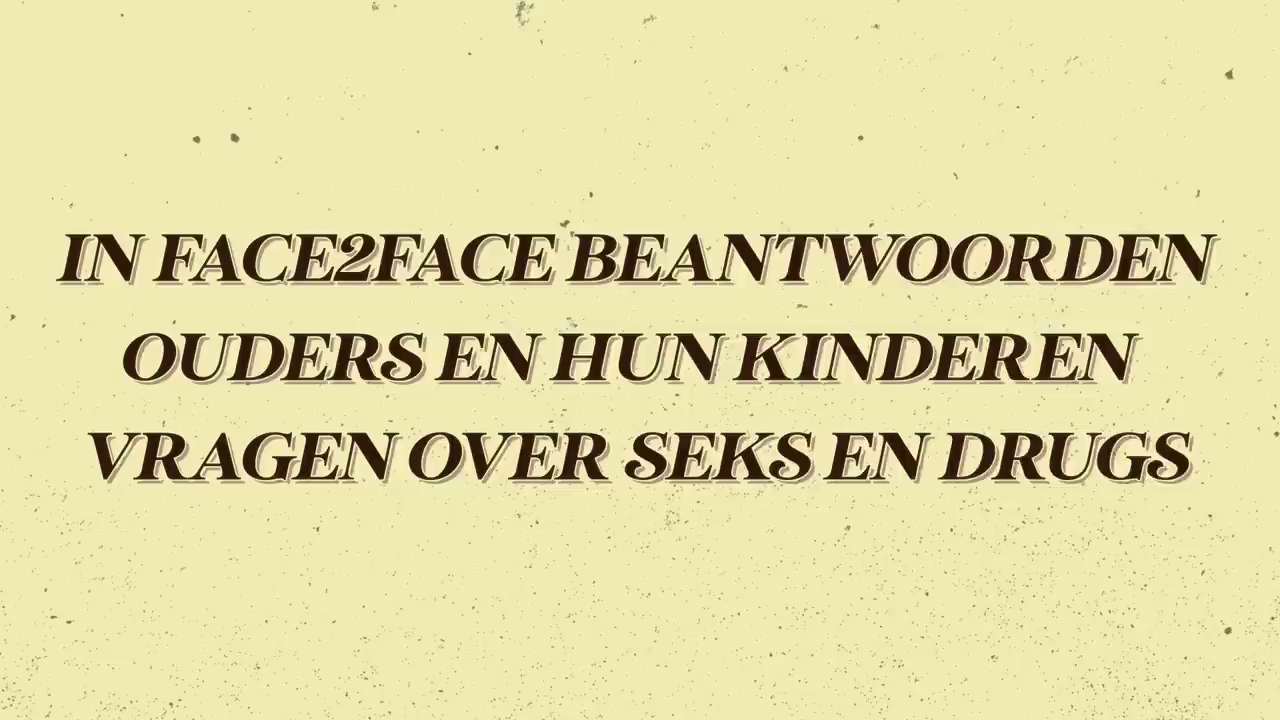 IN FACE2FACE BEANTWOORDEN
OUDERS EN HUN KINDEREN
VRAGEN OVER SEKS EN DRUGS